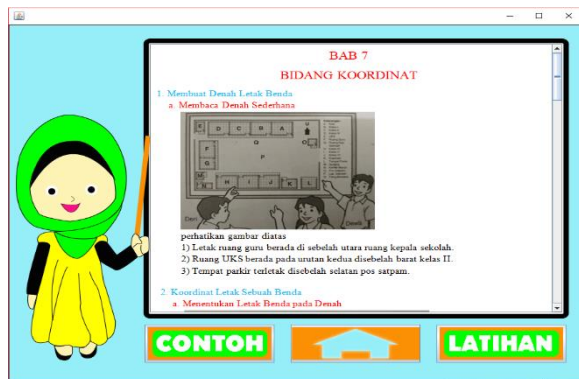 BAB 7
BIDANG KOORDINAT
1. Membuat Denah Letak Benda
a. Membaca Denah Sederhana
E
D C B A
U
F
G
Q
O
P
M
N
H I J K L
perhatikan gambar diatas
1) Letak ruang guru berada di sebelah utara ruang kepala sekolah.
2) Ruang UKS berada pada urutan kedua disebelah barat kelas II.
3) Tempat parkir terletak disebelah selatan pos satpam.
2. Koordinat Letak Sebuah Benda
a. Menentukan Letak Benda pada Denah
CONTOH
LATIHAN